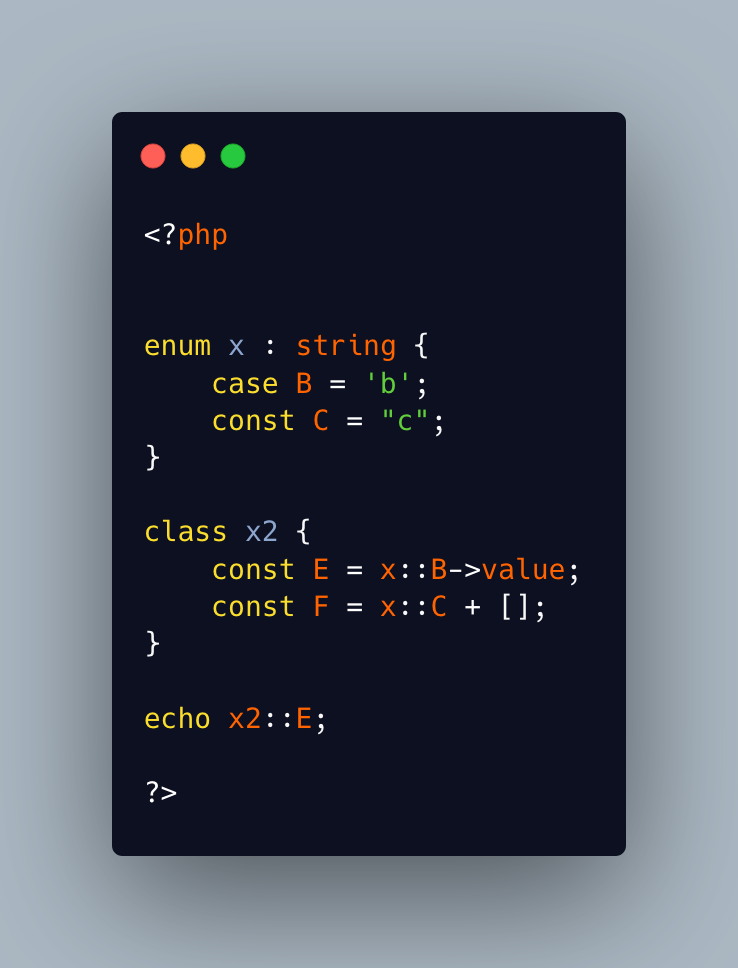 <?php
enum x : string {
    case B = 'b';
    const C = "c";
}
class x2 {
    const E = x::B->value;
    const F = x::C + [];
}
echo x2::E;
?>